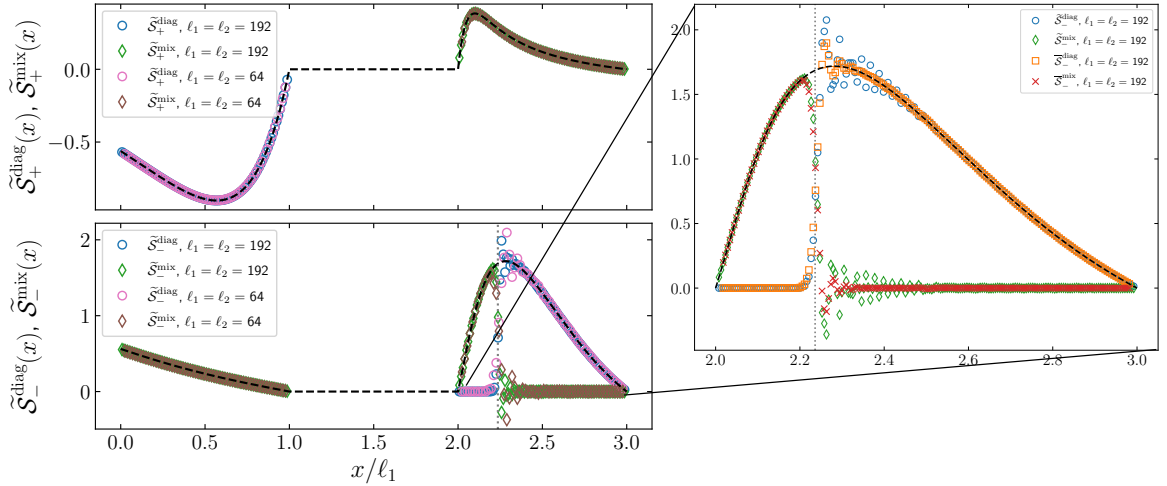 S̃₊^diag(x), S̃₊^mix(x)
0.0
−0.5
S̃₊^diag, ℓ₁ = ℓ₂ = 192
S̃₊^mix, ℓ₁ = ℓ₂ = 192
S̃₊^diag, ℓ₁ = ℓ₂ = 64
S̃₊^mix, ℓ₁ = ℓ₂ = 64
S̃₋^diag(x), S̃₋^mix(x)
2
1
0
S̃₋^diag, ℓ₁ = ℓ₂ = 192
S̃₋^mix, ℓ₁ = ℓ₂ = 192
S̃₋^diag, ℓ₁ = ℓ₂ = 64
S̃₋^mix, ℓ₁ = ℓ₂ = 64
0.0 0.5 1.0 1.5 2.0 2.5 3.0
x/ℓ₁
2.0
1.5
1.0
0.5
0.0
S̃₋^diag, ℓ₁ = ℓ₂ = 192
S̃₋^mix, ℓ₁ = ℓ₂ = 192
S̅₋^diag, ℓ₁ = ℓ₂ = 192
S̅₋^mix, ℓ₁ = ℓ₂ = 192
2.0 2.2 2.4 2.6 2.8 3.0